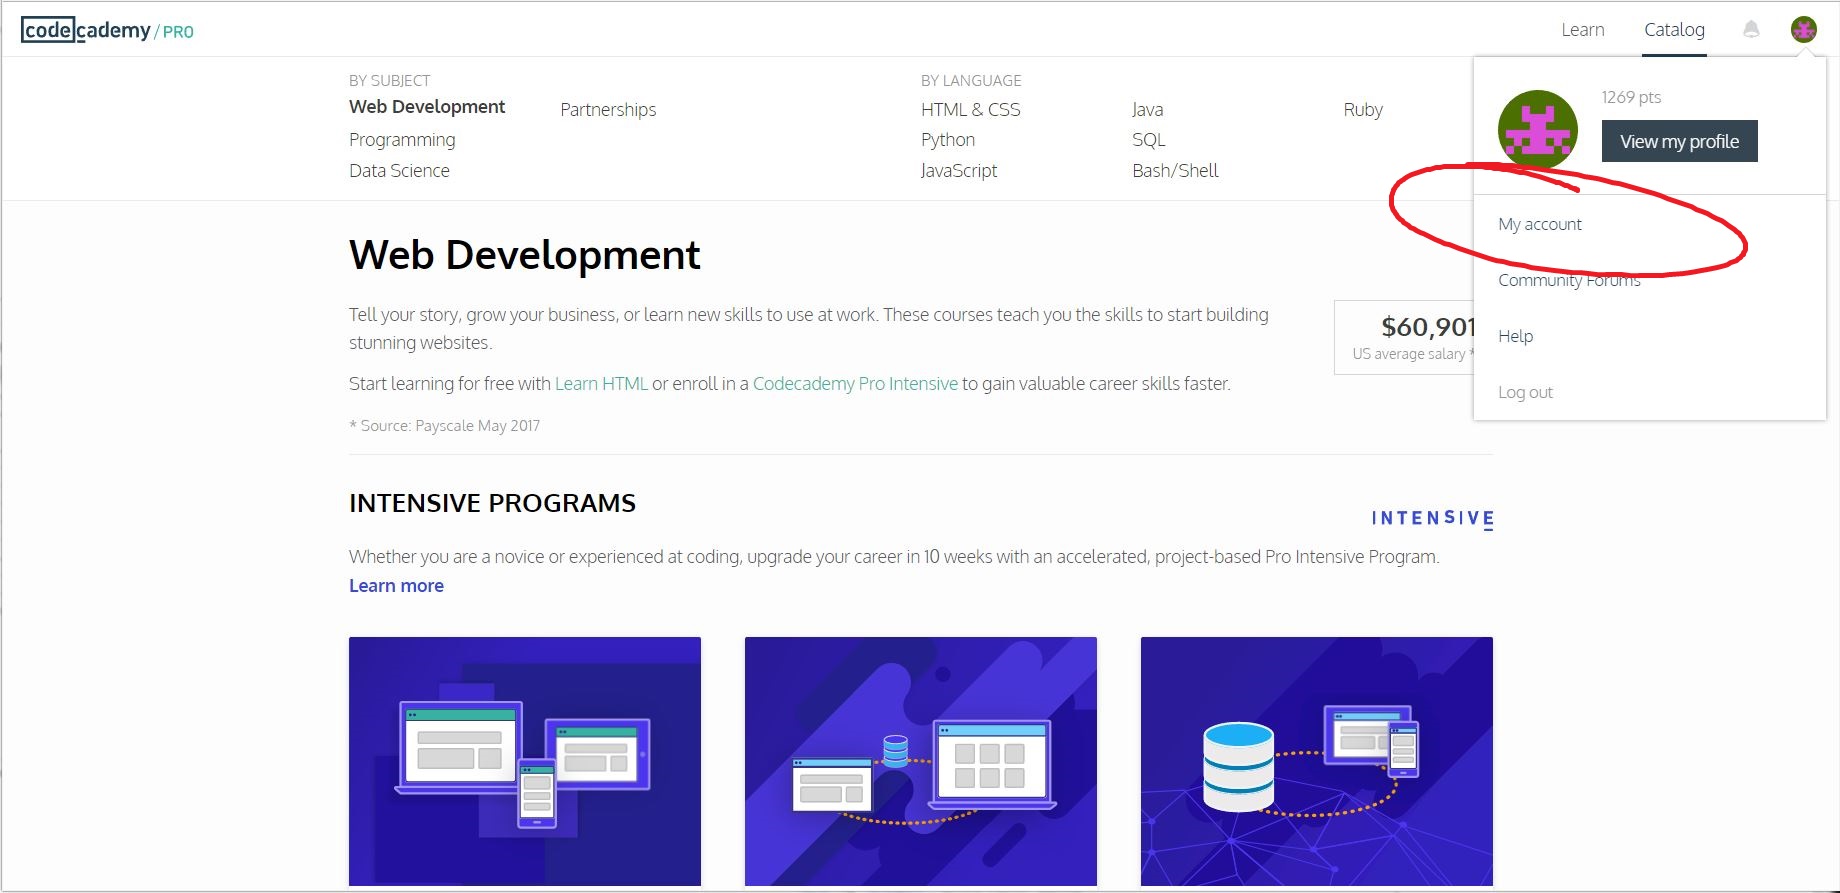 codecademy/PRO
Learn
Catalog
BY SUBJECT
Web Development
Partnerships
Programming
Data Science
BY LANGUAGE
HTML & CSS
Java
Ruby
Python
SQL
JavaScript
Bash/Shell
1269 pts
View my profile
My account
Community Forums
Help
Log out
Web Development
Tell your story, grow your business, or learn new skills to use at work. These courses teach you the skills to start building
stunning websites.
Start learning for free with Learn HTML or enroll in a Codecademy Pro Intensive to gain valuable career skills faster.
* Source: Payscale May 2017
$60,901
US average salary *
INTENSIVE PROGRAMS
INTENSIVE
Whether you are a novice or experienced at coding, upgrade your career in 10 weeks with an accelerated, project-based Pro Intensive Program.
Learn more